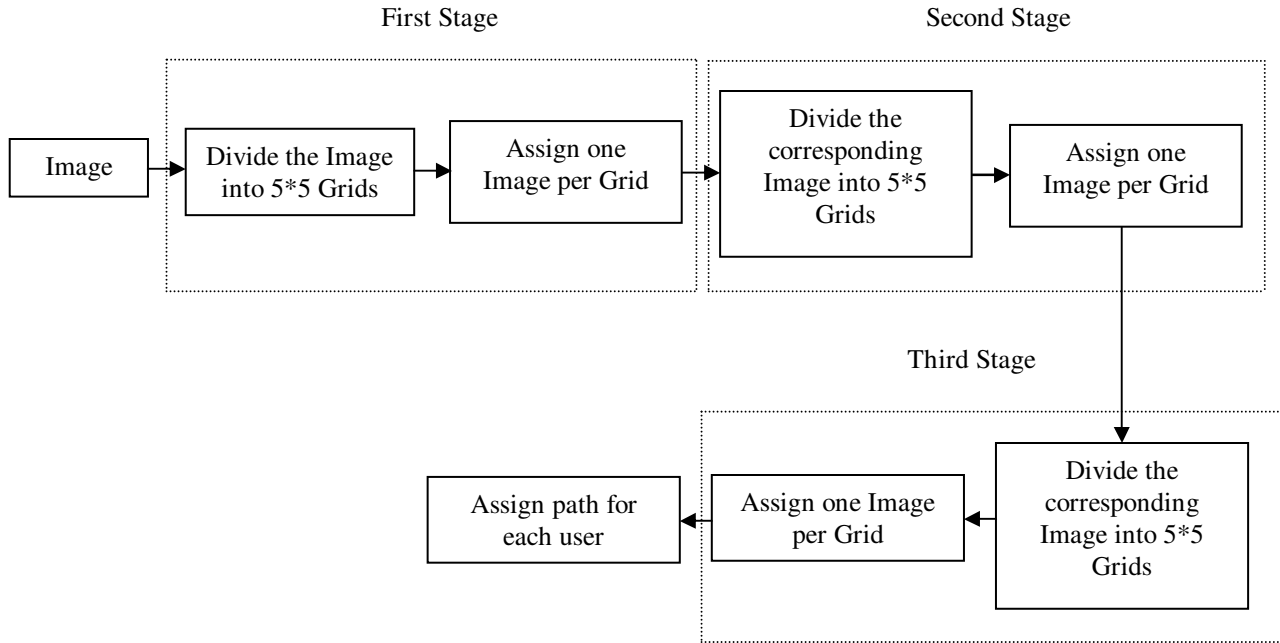 First Stage
Second Stage
Image
Divide the Image
into 5*5 Grids
Assign one
Image per Grid
Divide the
corresponding
Image into 5*5
Grids
Assign one
Image per Grid
Third Stage
Divide the
corresponding
Image into 5*5
Grids
Assign one Image
per Grid
Assign path for
each user